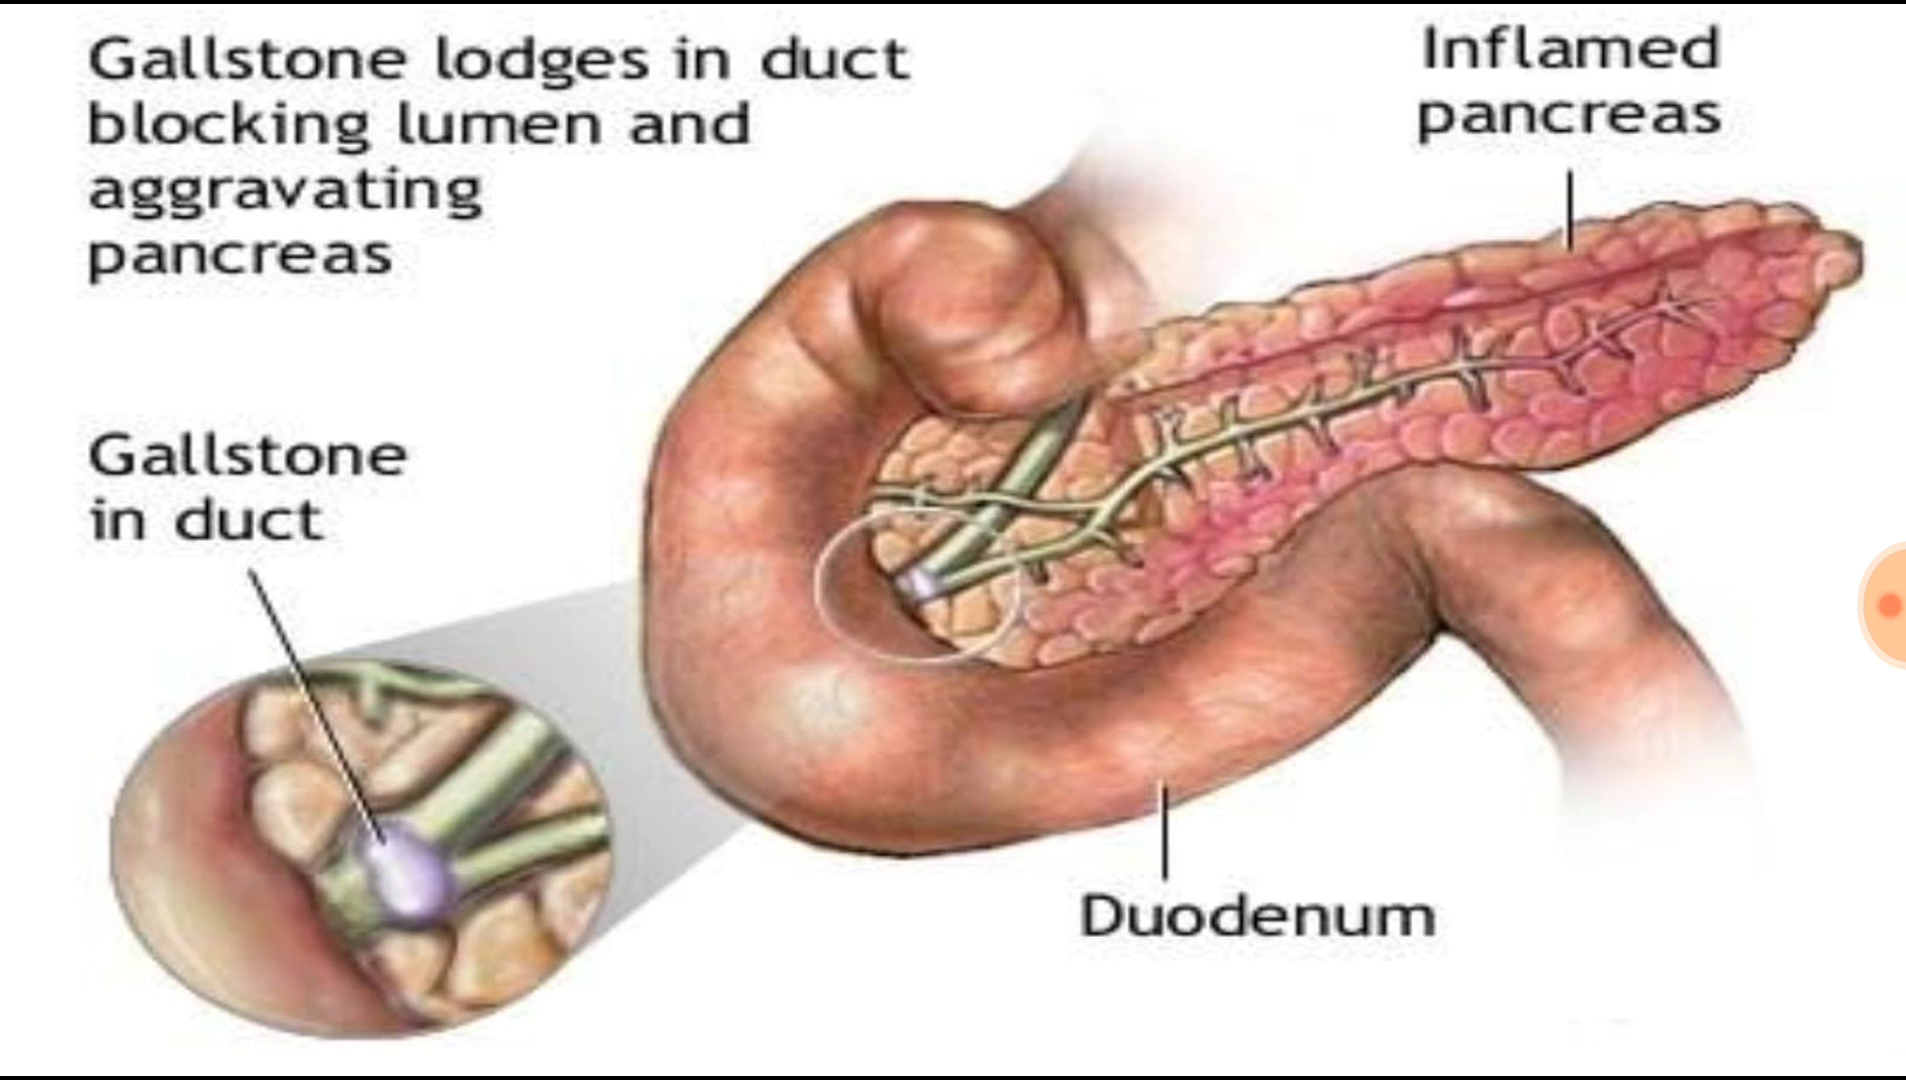 Gallstone lodges in duct
blocking lumen and
aggravating
pancreas
Inflamed
pancreas
Gallstone
in duct
Duodenum